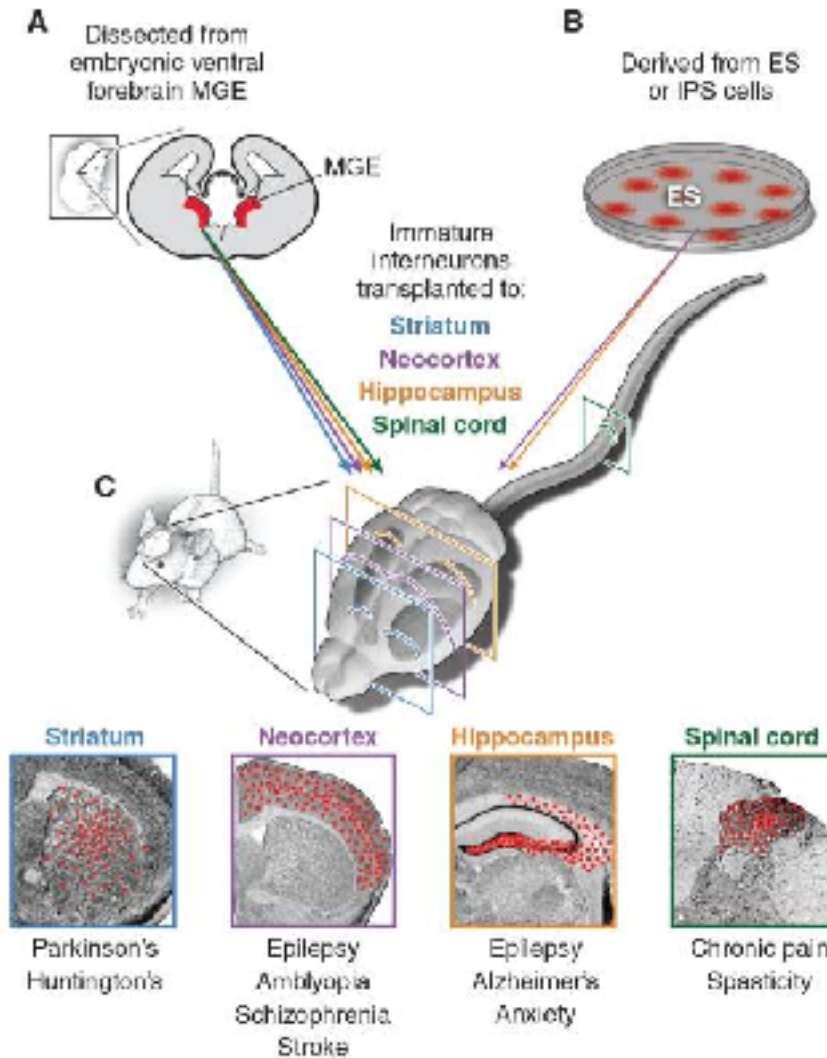 A
Dissected from
embryonic ventral
forebrain MGE
MGE
B
Derived from ES
or IPS cells
ES
Immature
interneurons
transplanted to:
Striatum
Neocortex
Hippocampus
Spinal cord
C
Striatum
Parkinson's
Huntington's
Neocortex
Epilepsy
Amblyopia
Schizophrenia
Stroke
Hippocampus
Epilepsy
Alzheimer's
Anxiety
Spinal cord
Chronic pain
Spasticity